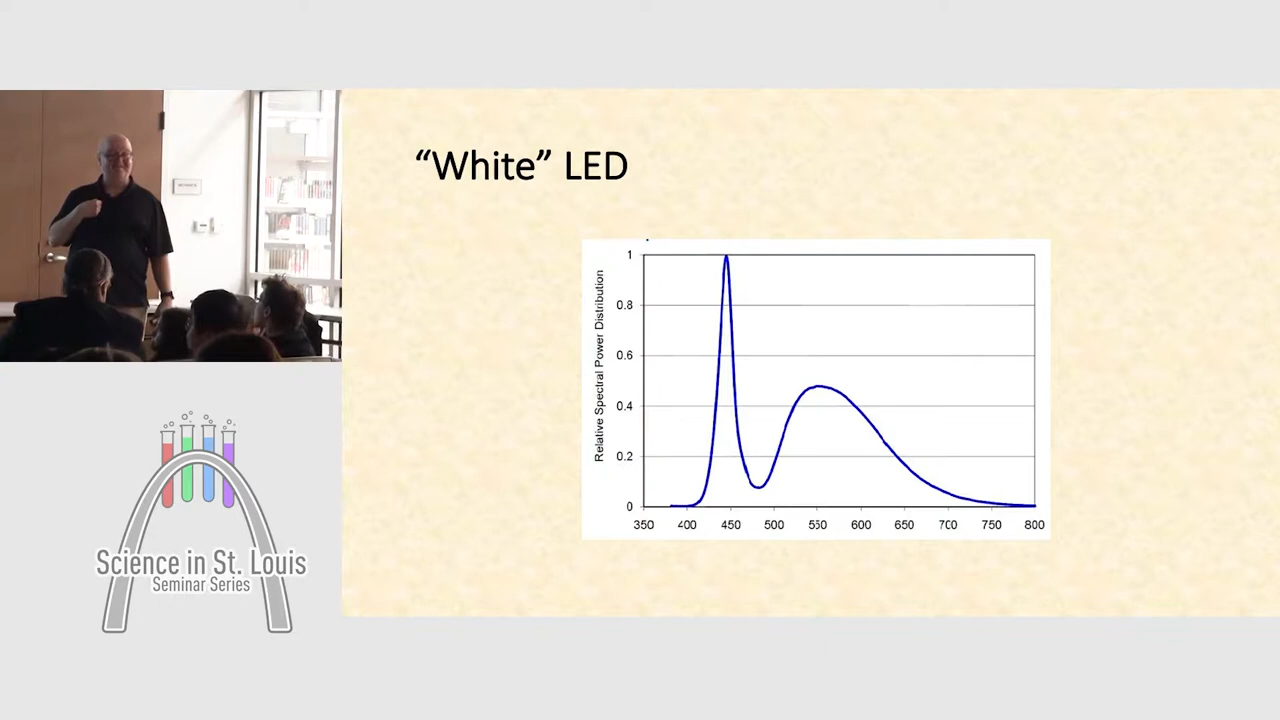 “White” LED
Relative Spectral Power Distribution
1
0.8
0.6
0.4
0.2
0
350 400 450 500 550 600 650 700 750 800
Science in St. Louis
Seminar Series